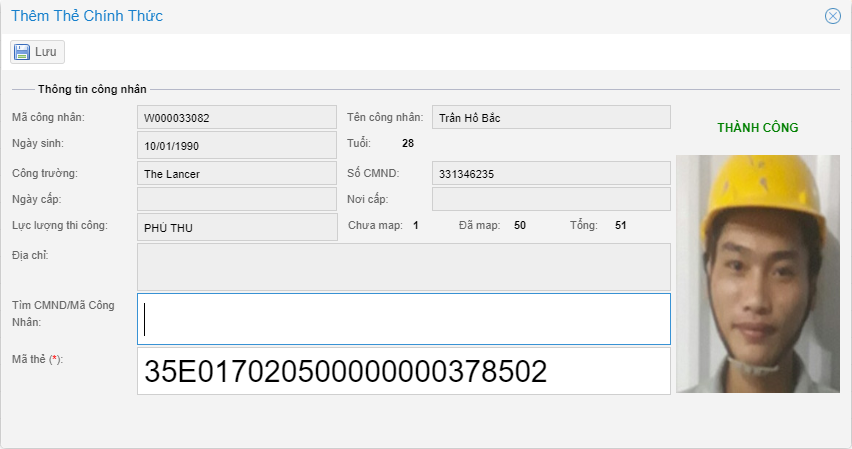 Thêm Thẻ Chính Thức
Lưu
Thông tin công nhân
Mã công nhân: W000033082 Tên công nhân: Trần Hồ Bắc
Ngày sinh: 10/01/1990 Tuổi: 28
THÀNH CÔNG
Công trường: The Lancer Số CMND: 331346235
Ngày cấp: Nơi cấp:
Lực lượng thi công: PHÚ THU Chưa map: 1 Đã map: 50 Tổng: 51
Địa chỉ:
Tìm CMND/Mã Công
Nhân:
Mã thẻ (*): 35E017020500000000378502